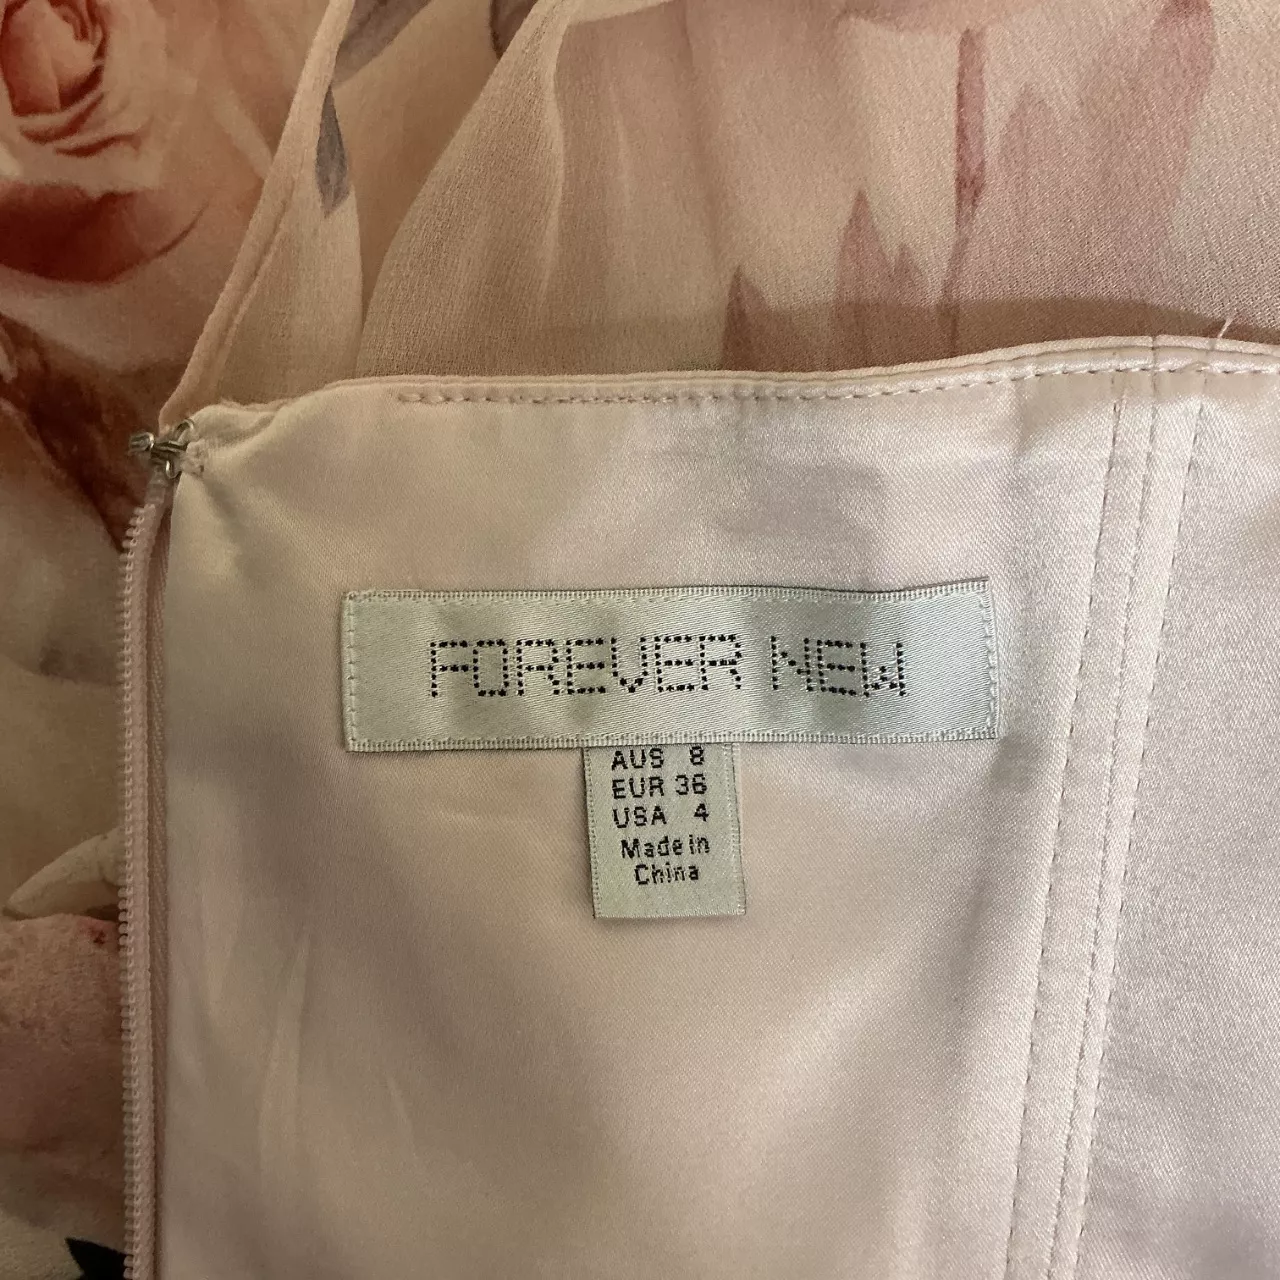 FOREVER NEW
AUS 8
EUR 36
USA 4
Made in
China